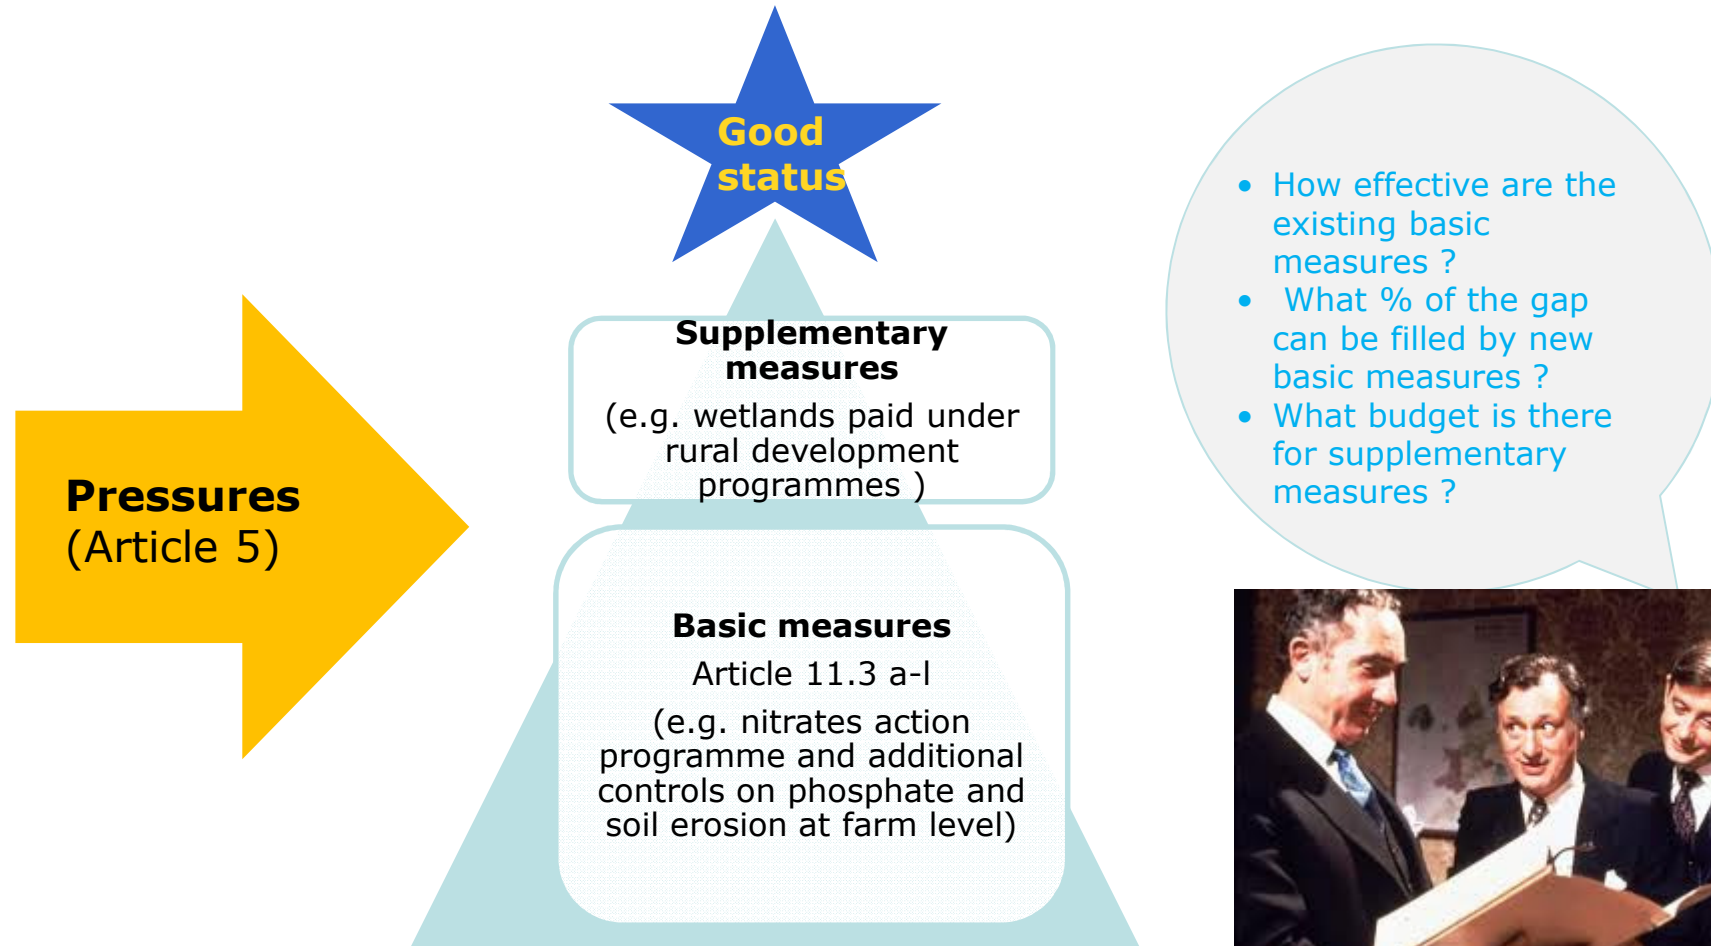 Good
status
Supplementary
measures
(e.g. wetlands paid under
rural development
programmes )
Pressures
(Article 5)
Basic measures
Article 11.3 a-l
(e.g. nitrates action
programme and additional
controls on phosphate and
soil erosion at farm level)
• How effective are the
existing basic
measures ?
• What % of the gap
can be filled by new
basic measures ?
• What budget is there
for supplementary
measures ?